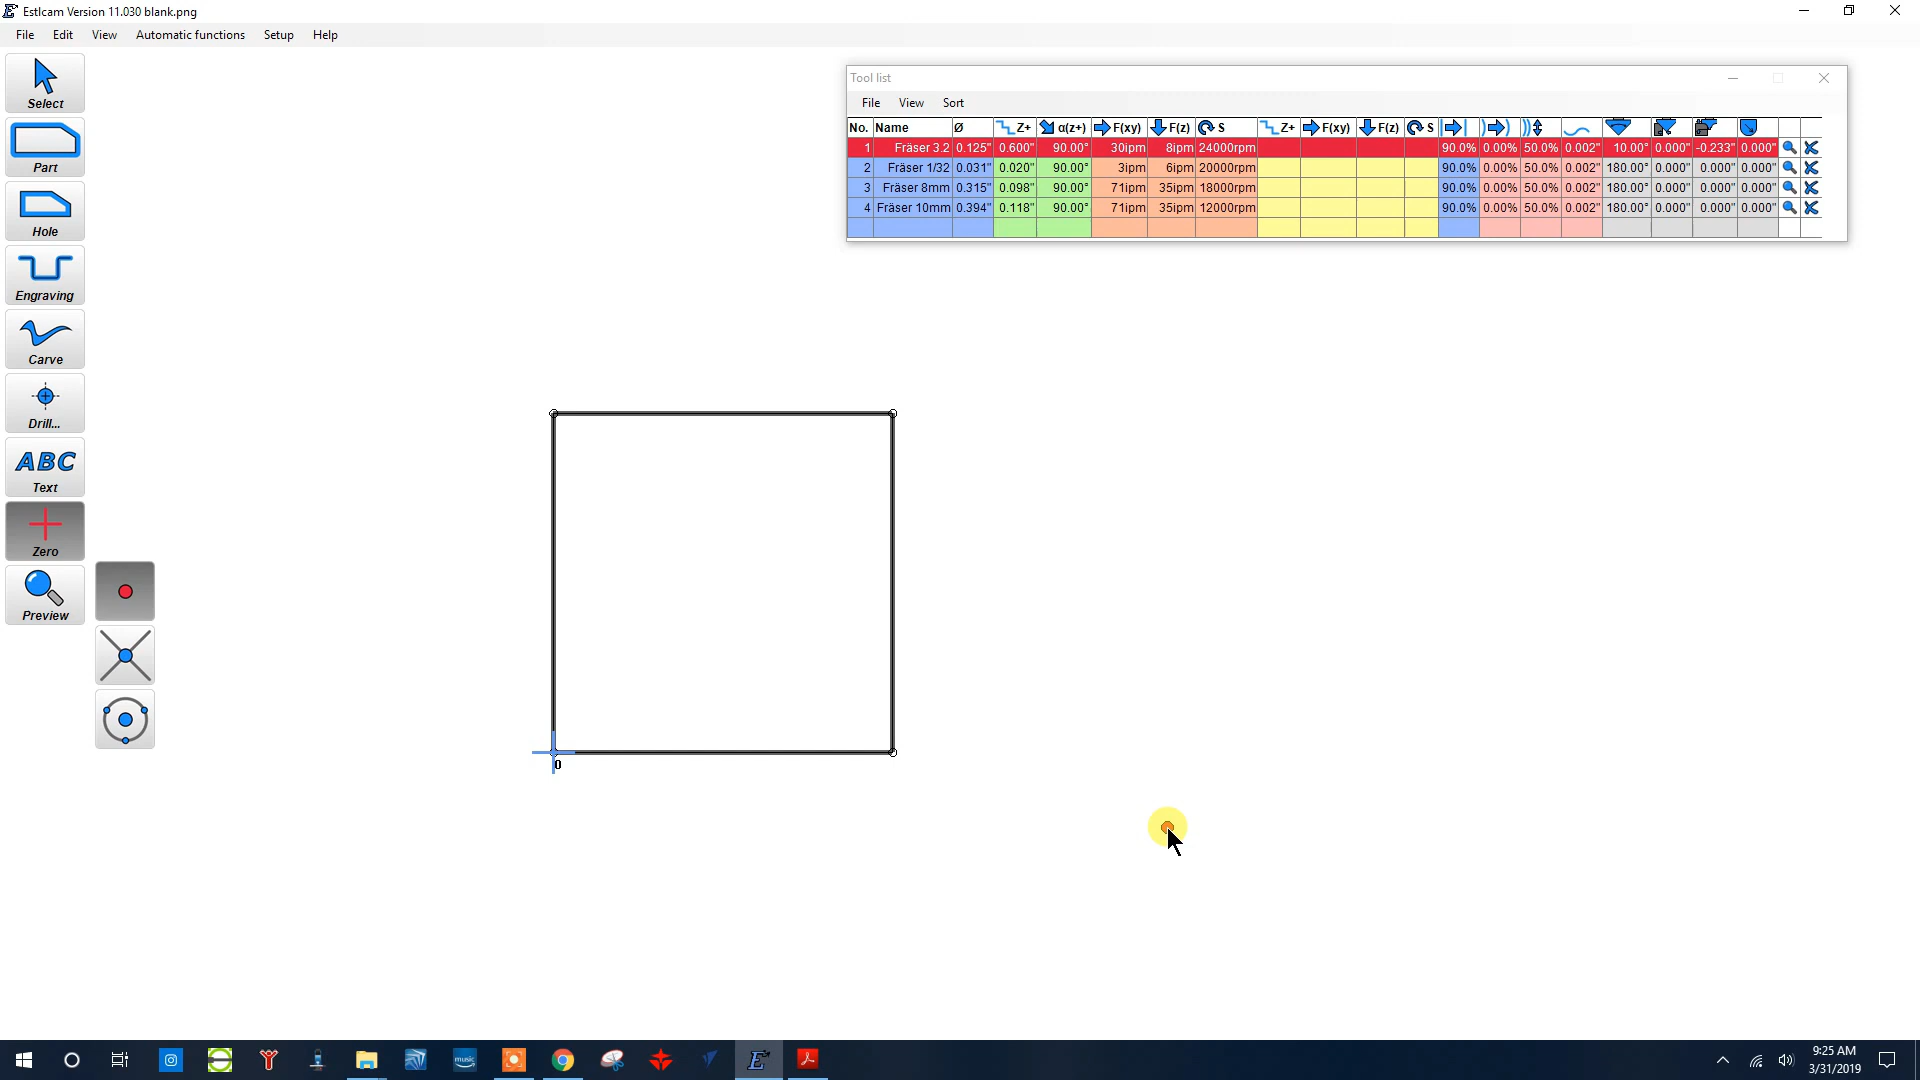 Estlcam Version 11.030 blank.png
File Edit View Automatic functions Setup Help
Select
Part
Hole
Engraving
Carve
Drill...
ABC
Text
Zero
Preview
Tool list
File View Sort
No. Name Ø Z+ α(z+) F(xy) F(z) S Z+ F(xy) F(z) S
1 Fräser 3.2 0.125" 0.600" 90.00° 30ipm 8ipm 24000rpm 90.0% 0.00% 50.0% 0.002" 10.00° 0.000" -0.233" 0.000"
2 Fräser 1/32 0.031" 0.020" 90.00° 3ipm 6ipm 20000rpm 90.0% 0.00% 50.0% 0.002" 180.00° 0.000" 0.000" 0.000"
3 Fräser 8mm 0.315" 0.098" 90.00° 71ipm 35ipm 18000rpm 90.0% 0.00% 50.0% 0.002" 180.00° 0.000" 0.000" 0.000"
4 Fräser 10mm 0.394" 0.118" 90.00° 71ipm 35ipm 12000rpm 90.0% 0.00% 50.0% 0.002" 180.00° 0.000" 0.000" 0.000"
0
music
9:25 AM
3/31/2019